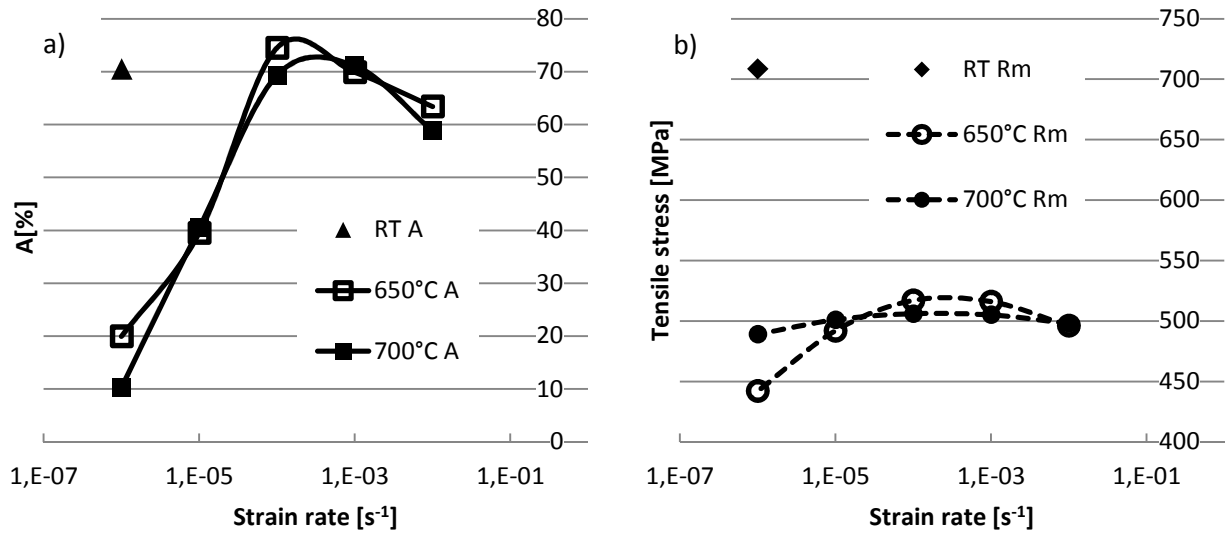 a)
80
70
60
50
40
30
20
10
0
A[%]
RT A
650°C A
700°C A
1,E-07
1,E-05
1,E-03
1,E-01
Strain rate [s⁻¹]
b)
750
700
650
600
550
500
450
400
Tensile stress [MPa]
RT Rm
650°C Rm
700°C Rm
1,E-07
1,E-05
1,E-03
1,E-01
Strain rate [s⁻¹]